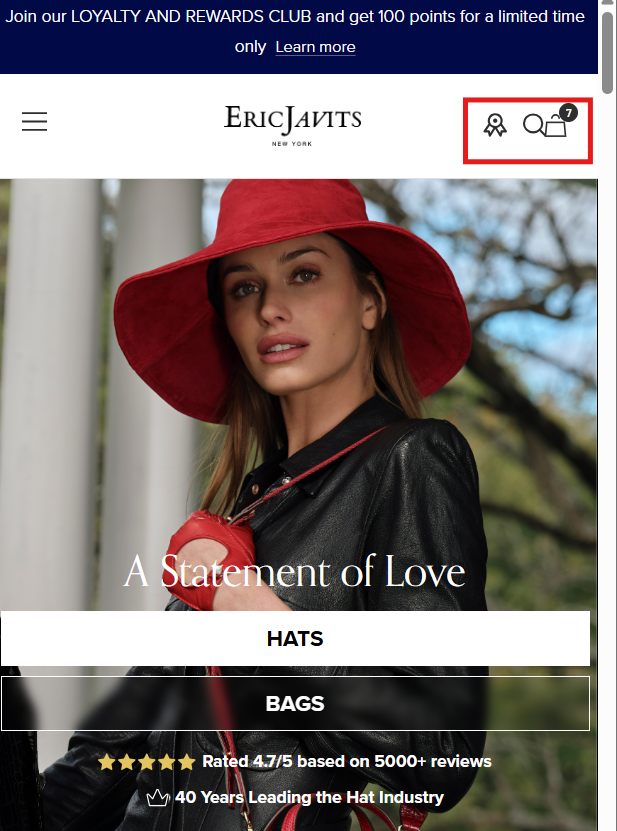 Join our LOYALTY AND REWARDS CLUB and get 100 points for a limited time
only Learn more
ERICJAVITS
NEW YORK
7
A Statement of Love
HATS
BAGS
Rated 4.7/5 based on 5000+ reviews
40 Years Leading the Hat Industry